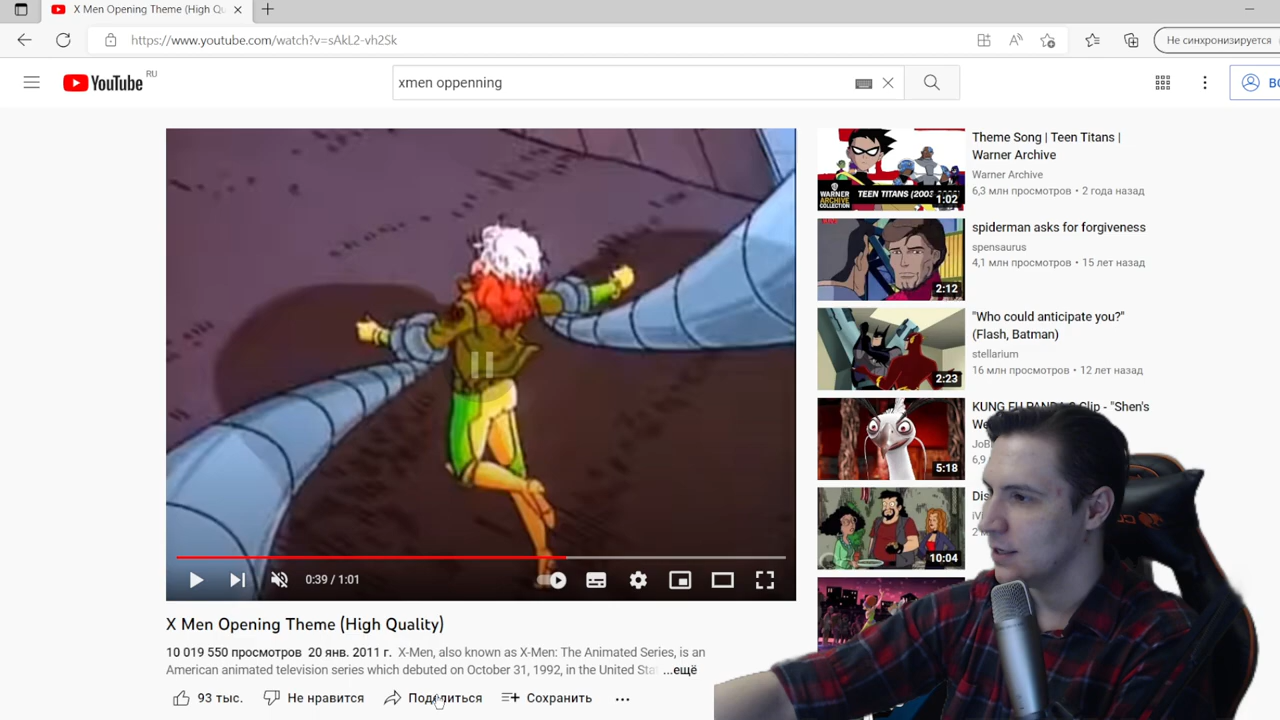 X Men Opening Theme (High Qu
https://www.youtube.com/watch?v=sAkL2-vh2Sk
Не синхронизируется
YouTube RU
xmen oppenning
Theme Song | Teen Titans |
Warner Archive
Warner Archive
6,3 млн просмотров • 2 года назад
WARNER
ARCHIVE
COLLECTION
TEEN TITANS (2003
1:02
spiderman asks for forgiveness
spensaurus
4,1 млн просмотров • 15 лет назад
2:12
"Who could anticipate you?"
(Flash, Batman)
stellarium
16 млн просмотров • 12 лет назад
2:23
5:18
10:04
0:39 / 1:01
X Men Opening Theme (High Quality)
10 019 550 просмотров 20 янв. 2011 г. X-Men, also known as X-Men: The Animated Series, is an
American animated television series which debuted on October 31, 1992, in the United Sta ...ещё
93 тыс. Не нравится Поделиться Сохранить